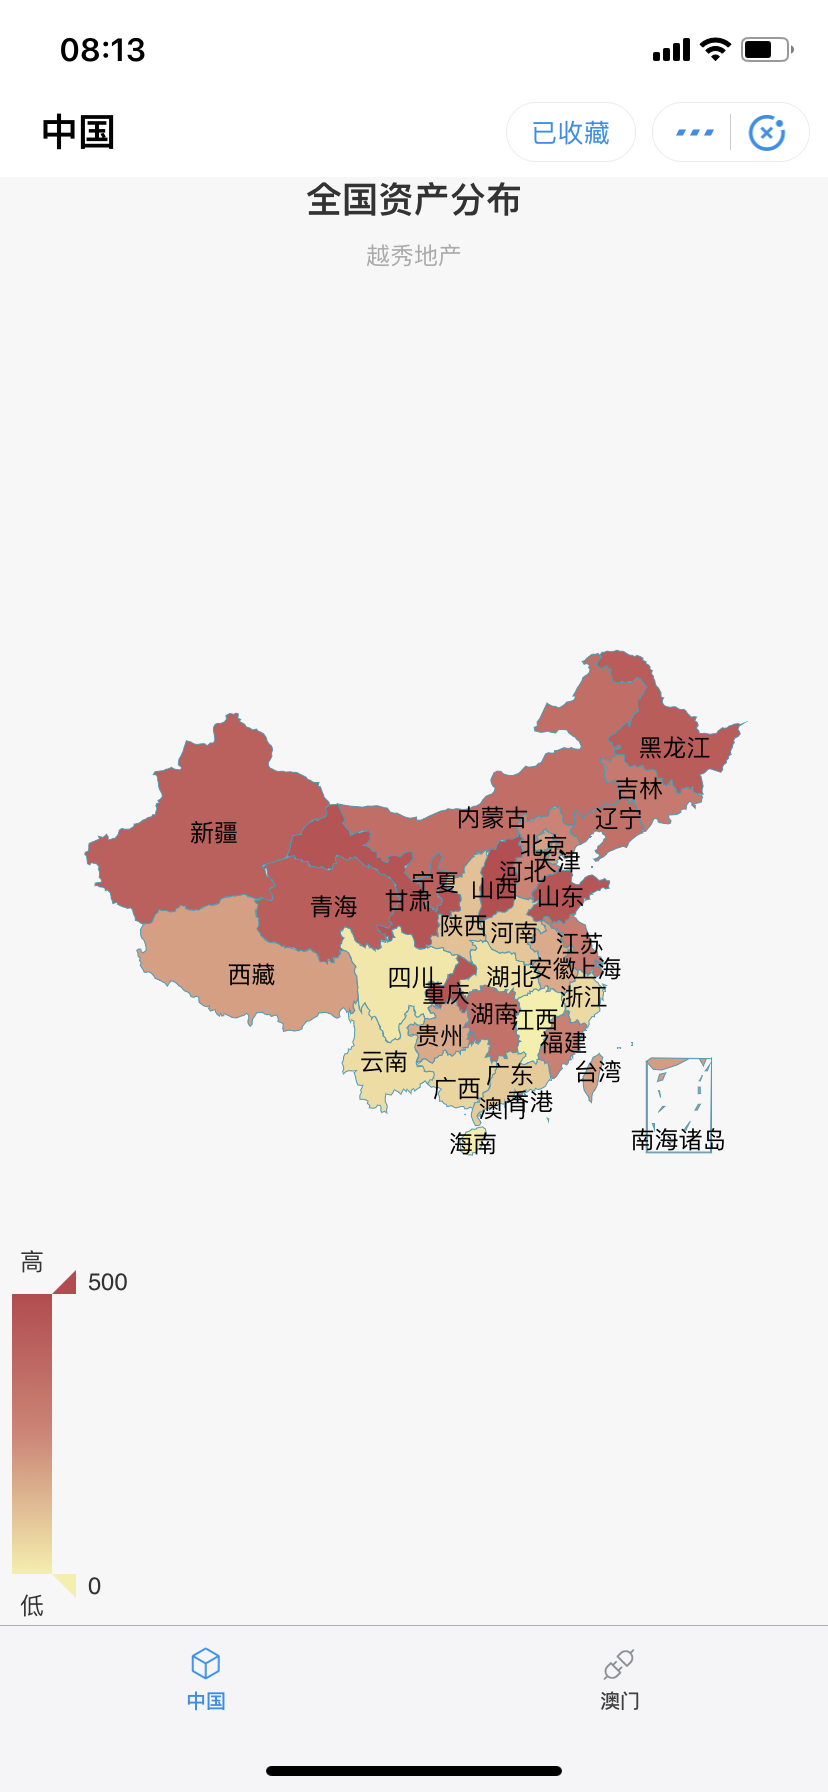 08:13
中国
已收藏
全国资产分布
越秀地产
黑龙江
吉林
内蒙古
辽宁
新疆
北京
天津
河北
宁夏
山西
山东
甘肃
青海
陕西
河南
江苏
安徽
上海
西藏
四川
湖北
重庆
浙江
湖南
江西
贵州
福建
云南
台湾
广东
广西
香港
澳门
海南
南海诸岛
高
500
0
低
中国
澳门